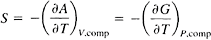 S = −(∂A/∂T)V,comp = −(∂G/∂T)P,comp